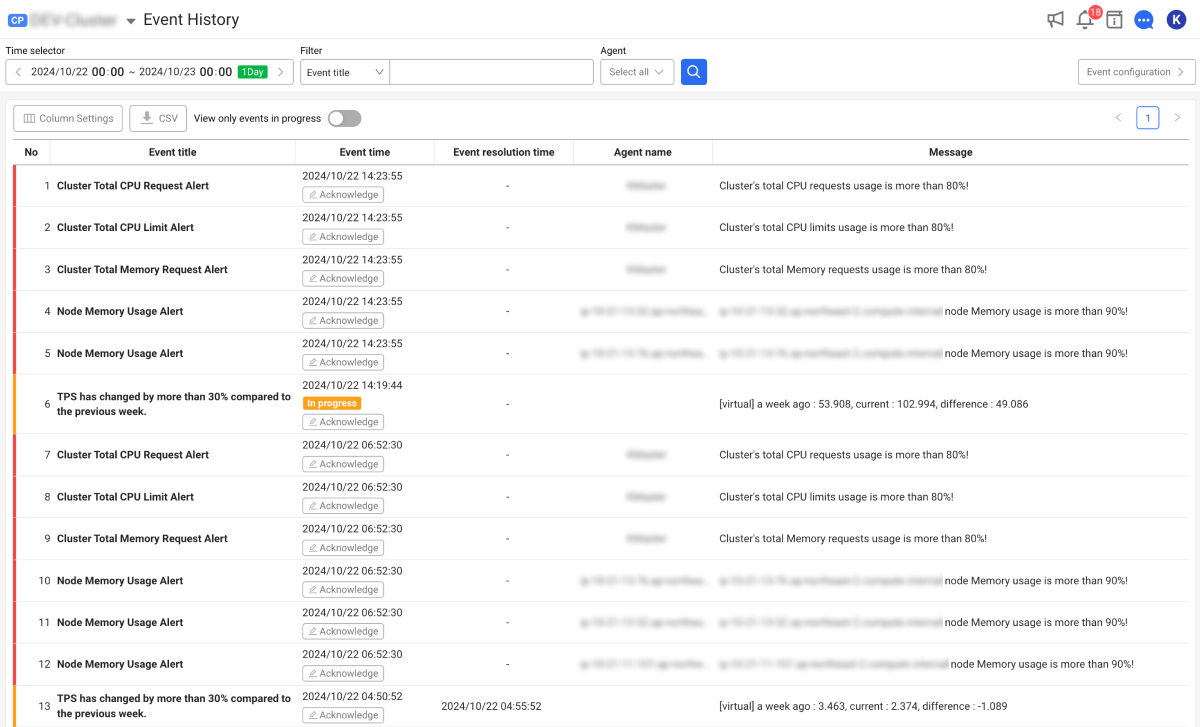 CP
Event History
18
K
Time selector
Filter
Agent
2024/10/22 00:00 ~ 2024/10/23 00:00 1Day
Event title
Select all
Event configuration
Column Settings
CSV
View only events in progress
1
No Event title Event time Event resolution time Agent name Message
1 Cluster Total CPU Request Alert 2024/10/22 14:23:55 - Cluster's total CPU requests usage is more than 80%!
Acknowledge
2 Cluster Total CPU Limit Alert 2024/10/22 14:23:55 - Cluster's total CPU limits usage is more than 80%!
Acknowledge
3 Cluster Total Memory Request Alert 2024/10/22 14:23:55 - Cluster's total Memory requests usage is more than 80%!
Acknowledge
4 Node Memory Usage Alert 2024/10/22 14:23:55 - node Memory usage is more than 90%!
Acknowledge
5 Node Memory Usage Alert 2024/10/22 14:23:55 - node Memory usage is more than 90%!
Acknowledge
6 TPS has changed by more than 30% compared to
the previous week.
2024/10/22 14:19:44
In progress
Acknowledge
- [virtual] a week ago : 53.908, current : 102.994, difference : 49.086
7 Cluster Total CPU Request Alert 2024/10/22 06:52:30 - Cluster's total CPU requests usage is more than 80%!
Acknowledge
8 Cluster Total CPU Limit Alert 2024/10/22 06:52:30 - Cluster's total CPU limits usage is more than 80%!
Acknowledge
9 Cluster Total Memory Request Alert 2024/10/22 06:52:30 - Cluster's total Memory requests usage is more than 80%!
Acknowledge
10 Node Memory Usage Alert 2024/10/22 06:52:30 - node Memory usage is more than 90%!
Acknowledge
11 Node Memory Usage Alert 2024/10/22 06:52:30 - node Memory usage is more than 90%!
Acknowledge
12 Node Memory Usage Alert 2024/10/22 06:52:30 - node Memory usage is more than 90%!
Acknowledge
13 TPS has changed by more than 30% compared to
the previous week.
2024/10/22 04:50:52
Acknowledge
2024/10/22 04:55:52 [virtual] a week ago : 3.463, current : 2.374, difference : -1.089